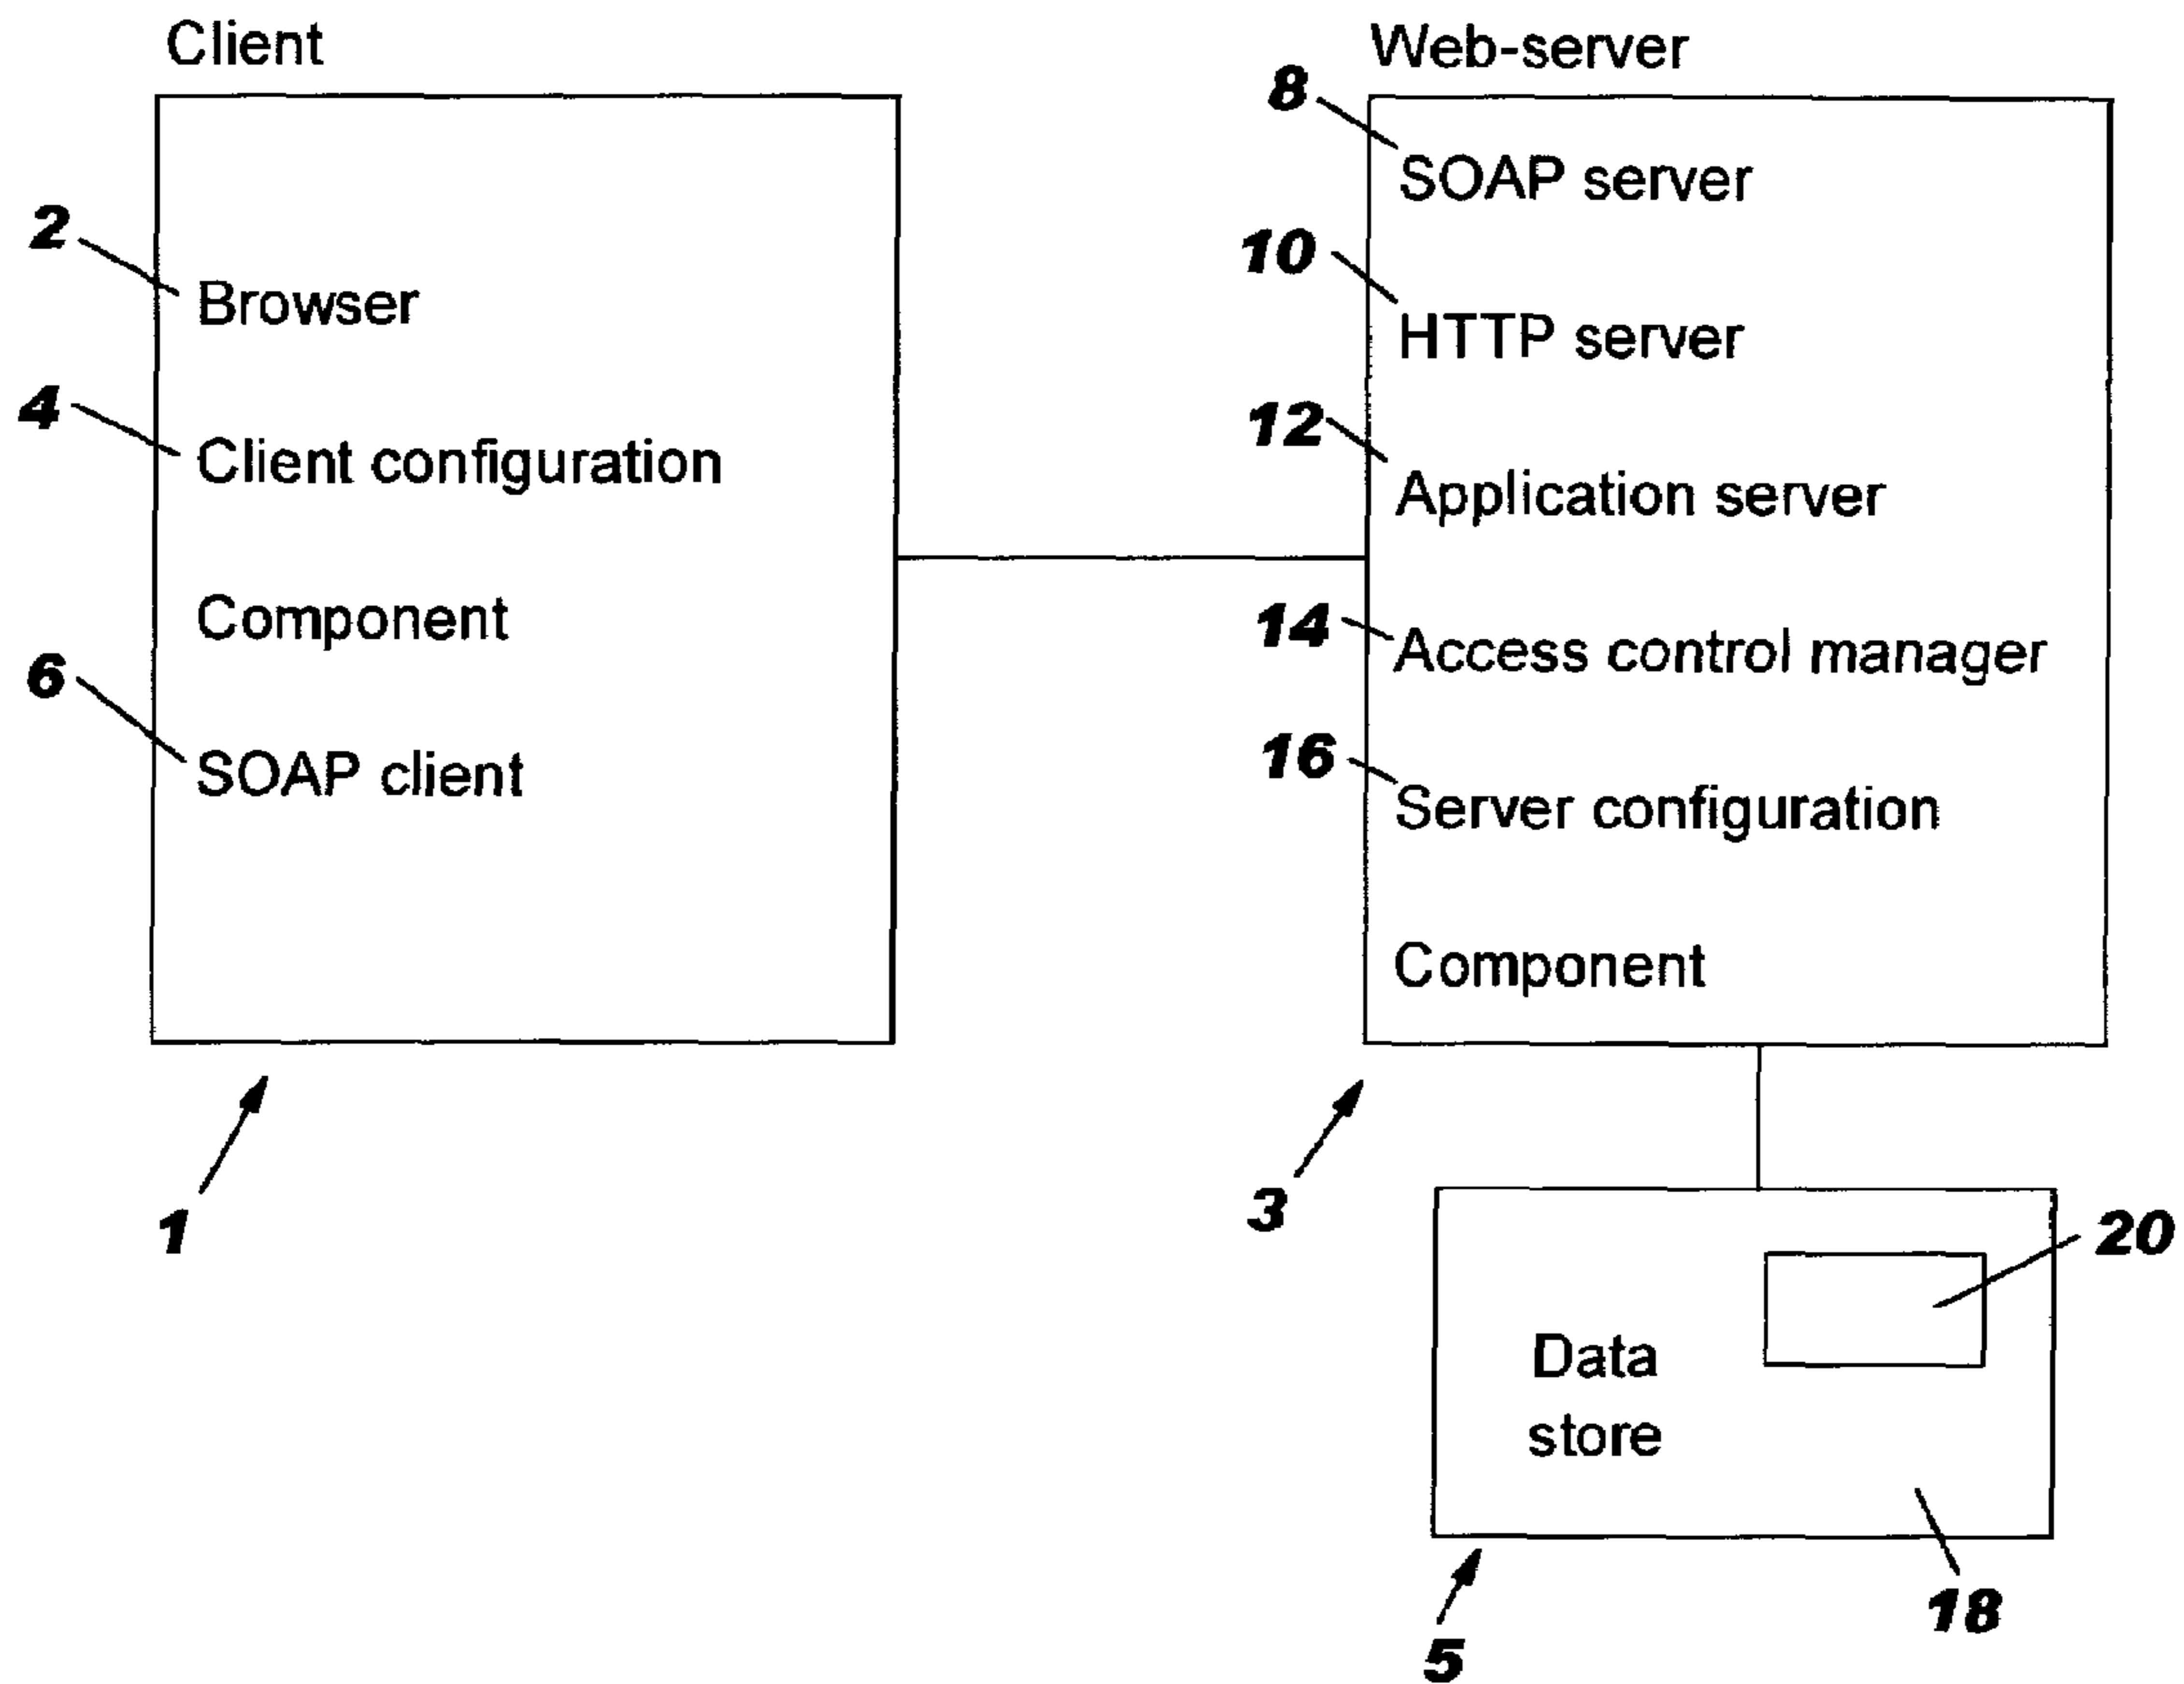 Client
2
Browser
4
Client configuration
Component
6
SOAP client
1
Web-server
8
SOAP server
10
HTTP server
12
Application server
14
Access control manager
16
Server configuration
Component
3
20
Data
store
18
5